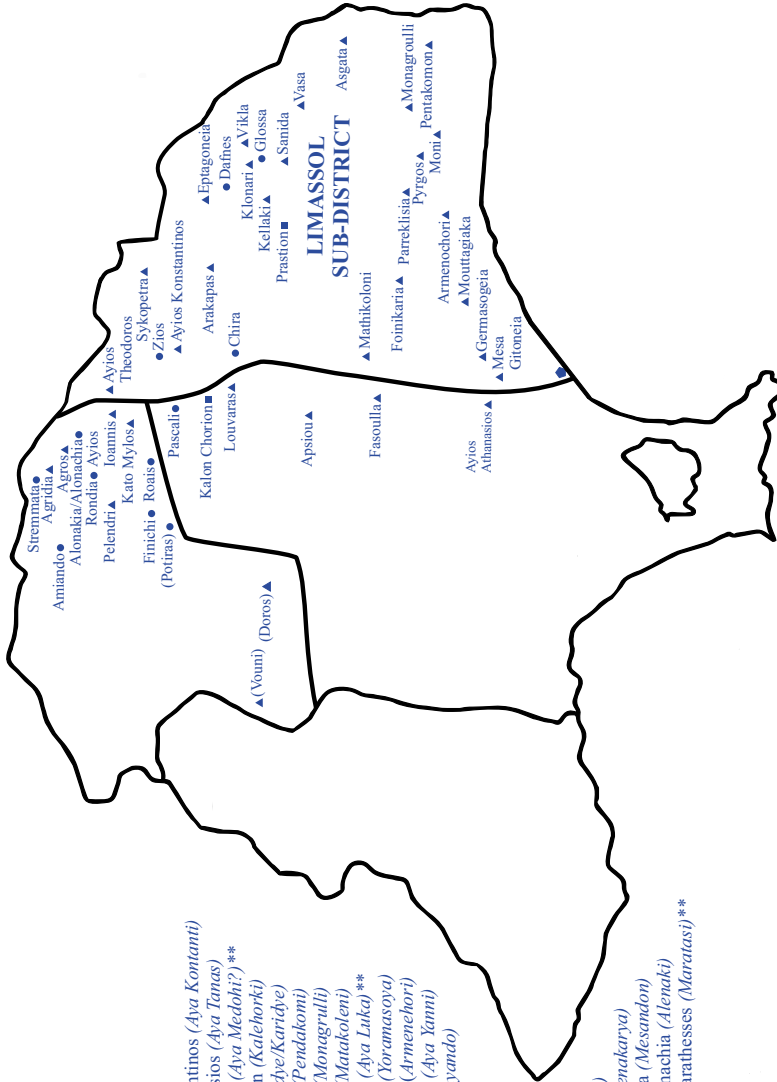 Stremmata
Agridia
Amiando
Agros
Alonakia/Alonachia
Rondia
Ayios
Ioannis
Pelendri
Kato Mylos
Finichi
Roais
(Potiras)
Ayios
Theodoros
Sykopetra
Zios
Ayios Konstantinos
Pascali
Kalon Chorion
Louvaras
Arakapas
Chira
Eptagoneia
Dafnes
Vikla
Klonari
Glossa
Kellaki
Sanida
Prastion
Vasa
Asgata
LIMASSOL
SUB-DISTRICT
(Vouni)
(Doros)
Apsiou
Mathikoloni
Fasoulla
Foinikaria
Parreklisia
Monagroulli
Pyrgos
Pentakomon
Moni
Armenochori
Mouttagiaka
Germasogeia
Ayios
Athanasios
Mesa
Gitoneia
ntinos (Aya Kontanti)
sios (Aya Tanas)
(Aya Medohi?)**
n (Kalehorki)
dye/Karidye)
Pendakomi)
(Monagrulli)
Matakoleni)
(Aya Luka)**
(Yoramasoya)
(Armenehori)
(Aya Yanni)
yando)
)
enakarya)
a (Mesandon)
nachia (Alenaki)
arathesses (Maratasi)**